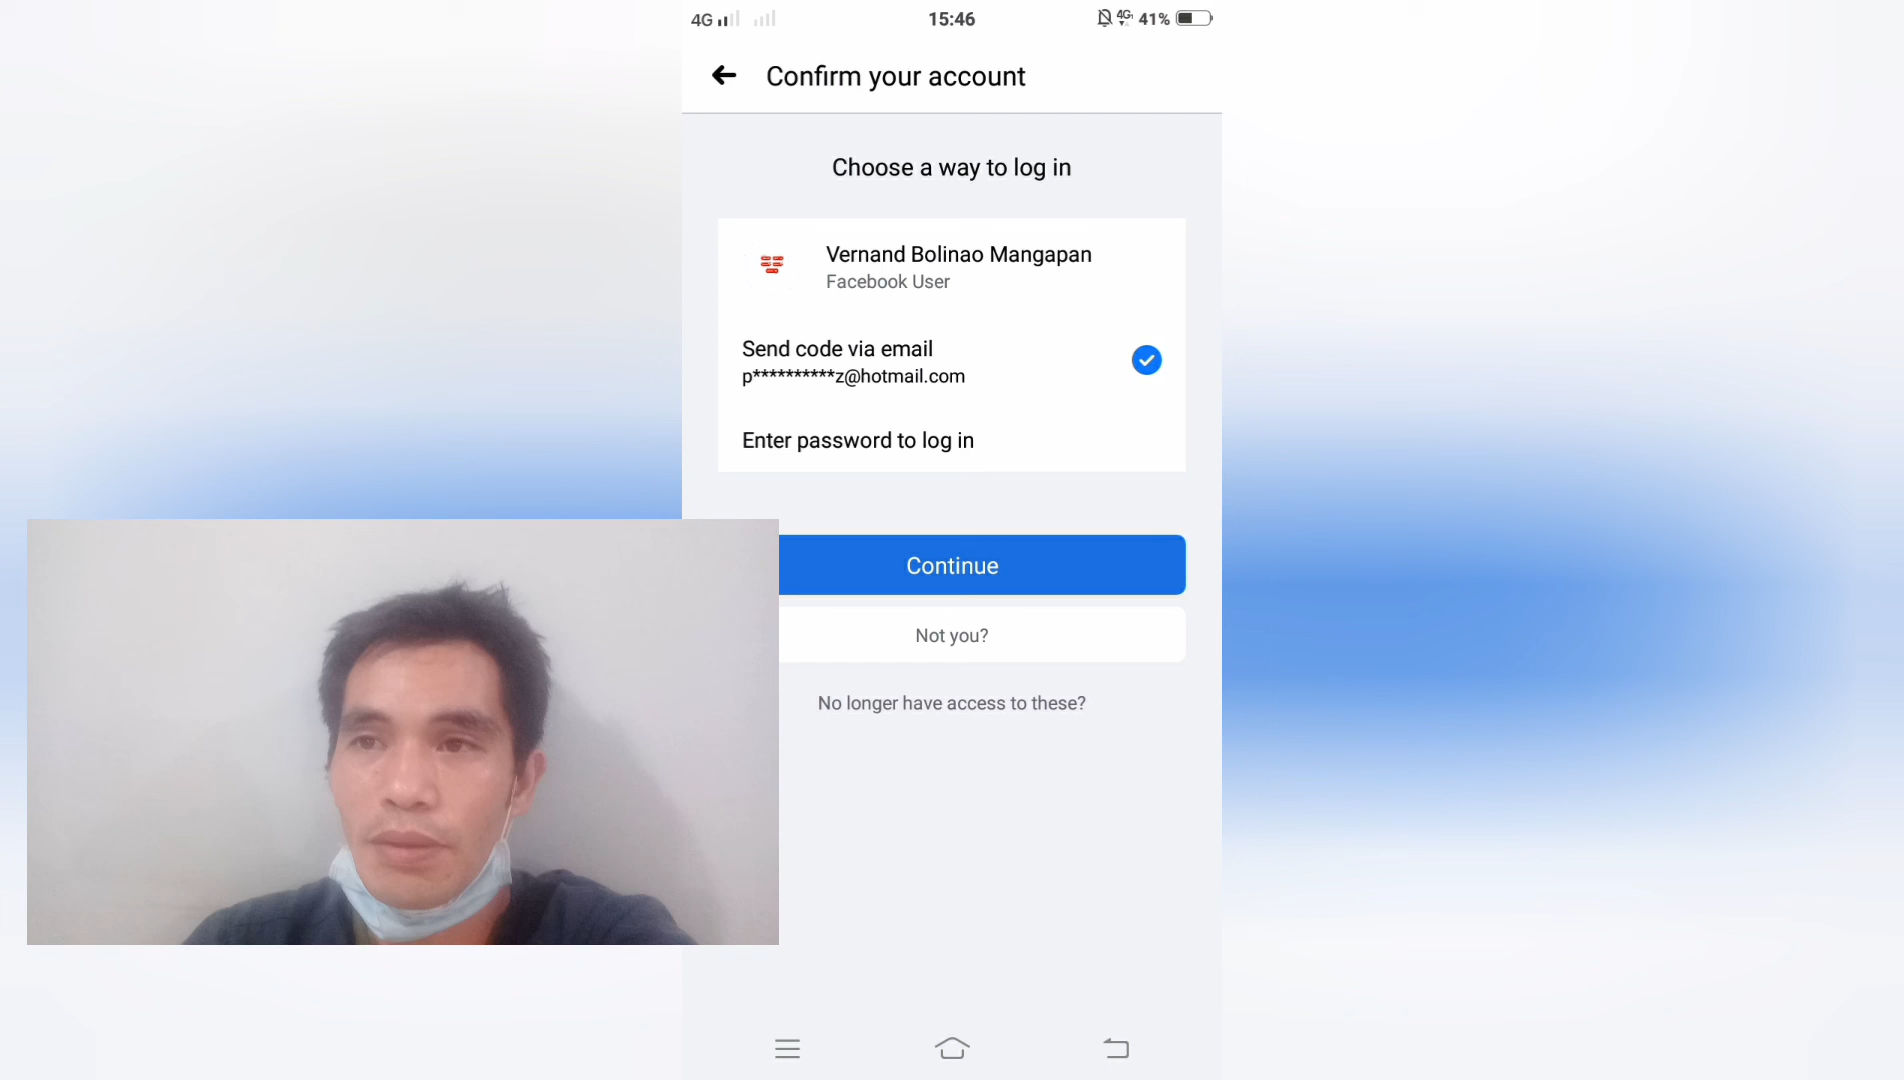 4G 15:46 4G 41%
Confirm your account
Choose a way to log in
Vernand Bolinao Mangapan
Facebook User
Send code via email
p**********z@hotmail.com
Enter password to log in
Continue
Not you?
No longer have access to these?